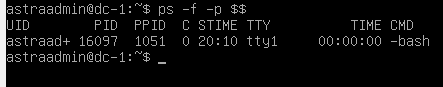 astraadmin@dc-1:~$ ps -f -p $$
UID          PID    PPID  C STIME TTY          TIME CMD
astraad+   16097    1051  0 20:10 tty1     00:00:00 -bash
astraadmin@dc-1:~$ _